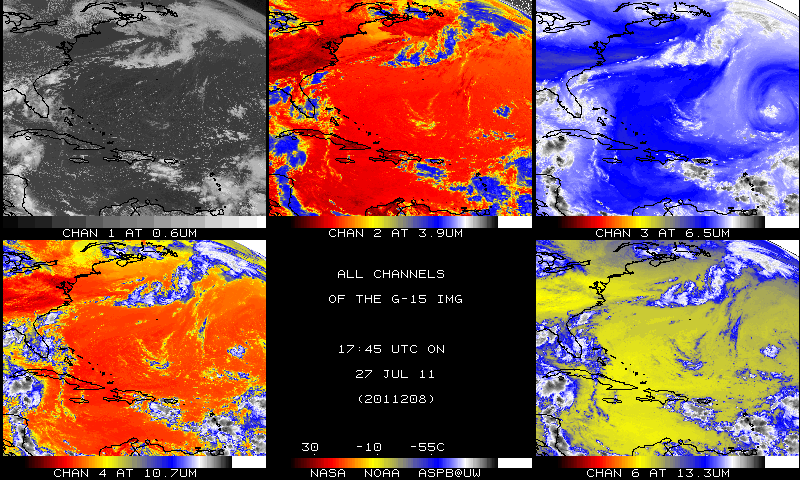 CHAN 1 AT 0.6UM
CHAN 2 AT 3.9UM
CHAN 3 AT 6.5UM
ALL CHANNELS
OF THE G-15 IMG
17:45 UTC ON
27 JUL 11
(2011208)
30 -10 -55C
CHAN 4 AT 10.7UM
NASA NOAA ASPB@UW
CHAN 6 AT 13.3UM